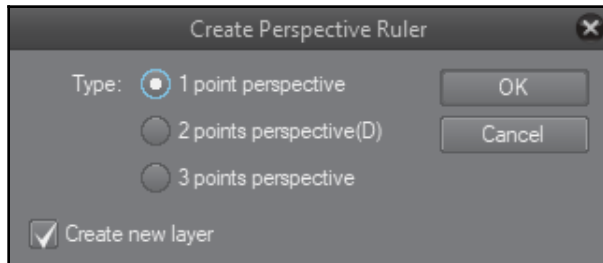 Create Perspective Ruler
Type: 1 point perspective OK
2 points perspective(D) Cancel
3 points perspective
Create new layer